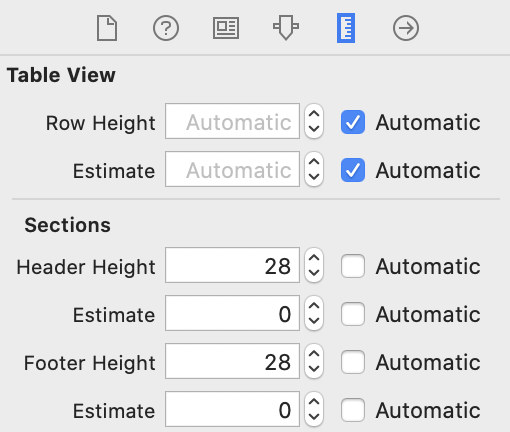 Table View
Row Height Automatic Automatic
Estimate Automatic Automatic
Sections
Header Height 28 Automatic
Estimate 0 Automatic
Footer Height 28 Automatic
Estimate 0 Automatic